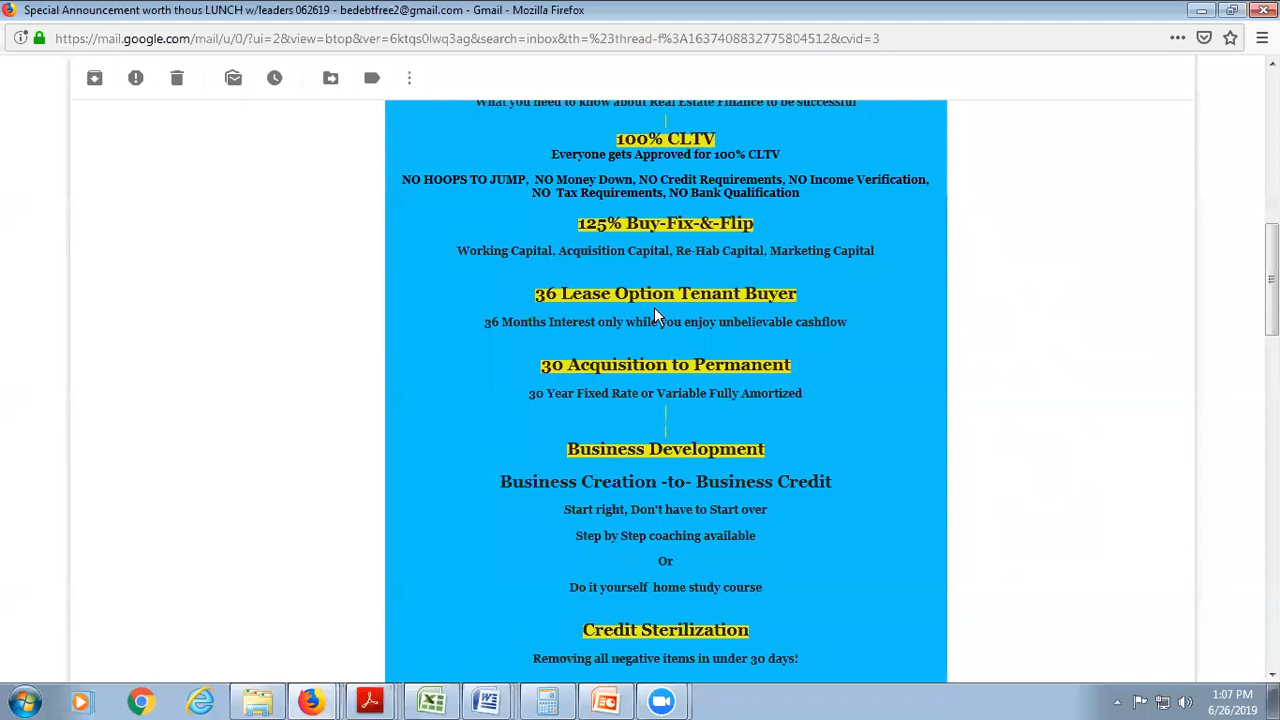 Special Announcement worth thous LUNCH w/leaders 062619 - bedebtfree2@gmail.com - Gmail - Mozilla Firefox
https://mail.google.com/mail/u/0/?ui=2&view=btop&ver=6ktqs0lwq3ag&search=inbox&th=%23thread-f%3A1637408832775804512&cvid=3
What you need to know about Real Estate Finance to be successful
100% CLTV
Everyone gets Approved for 100% CLTV
NO HOOPS TO JUMP, NO Money Down, NO Credit Requirements, NO Income Verification,
NO Tax Requirements, NO Bank Qualification
125% Buy-Fix-&-Flip
Working Capital, Acquisition Capital, Re-Hab Capital, Marketing Capital
36 Lease Option Tenant Buyer
36 Months Interest only while you enjoy unbelievable cashflow
30 Acquisition to Permanent
30 Year Fixed Rate or Variable Fully Amortized
Business Development
Business Creation -to- Business Credit
Start right, Don't have to Start over
Step by Step coaching available
Or
Do it yourself home study course
Credit Sterilization
Removing all negative items in under 30 days!
1:07 PM
6/26/2019